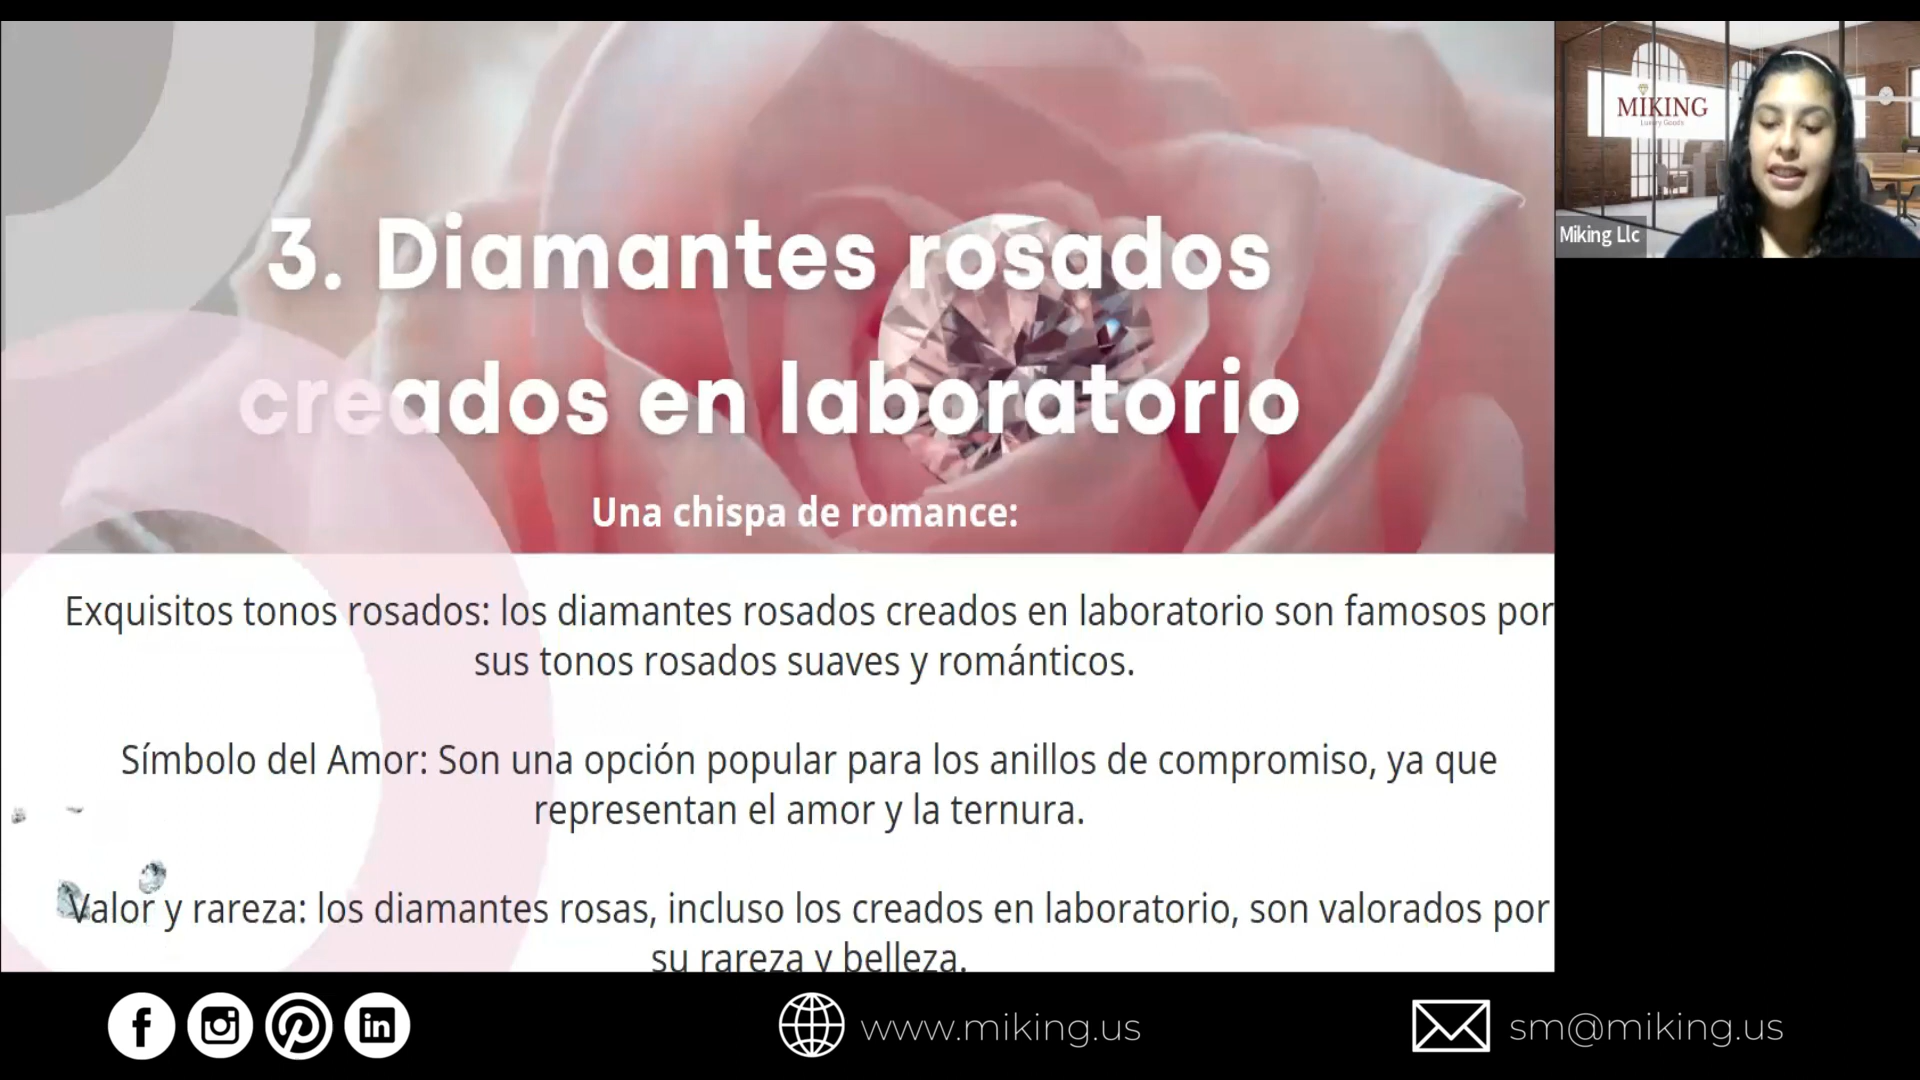 3. Diamantes rosados
creados en laboratorio
Una chispa de romance:
Exquisitos tonos rosados: los diamantes rosados creados en laboratorio son famosos por
sus tonos rosados suaves y románticos.
Símbolo del Amor: Son una opción popular para los anillos de compromiso, ya que
representan el amor y la ternura.
Valor y rareza: los diamantes rosas, incluso los creados en laboratorio, son valorados por
su rareza y belleza.
MIKING
Luxury Goods
Miking Llc
www.miking.us
sm@miking.us